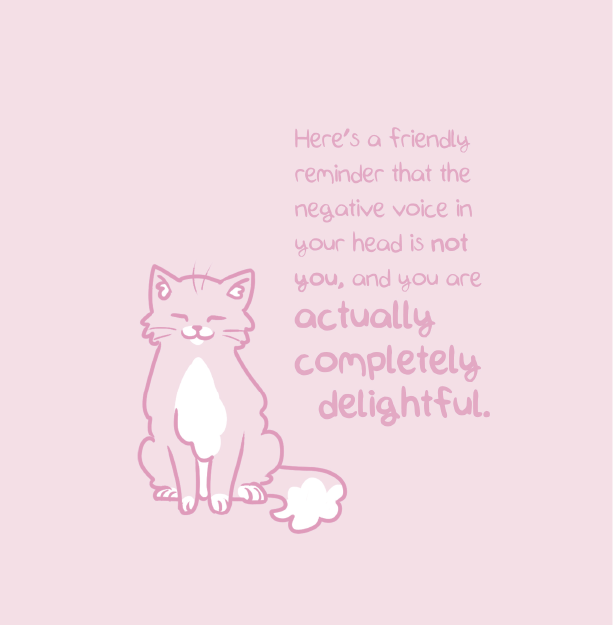 Here's a friendly
reminder that the
negative voice in
your head is not
you, and you are
actually
completely
delightful.